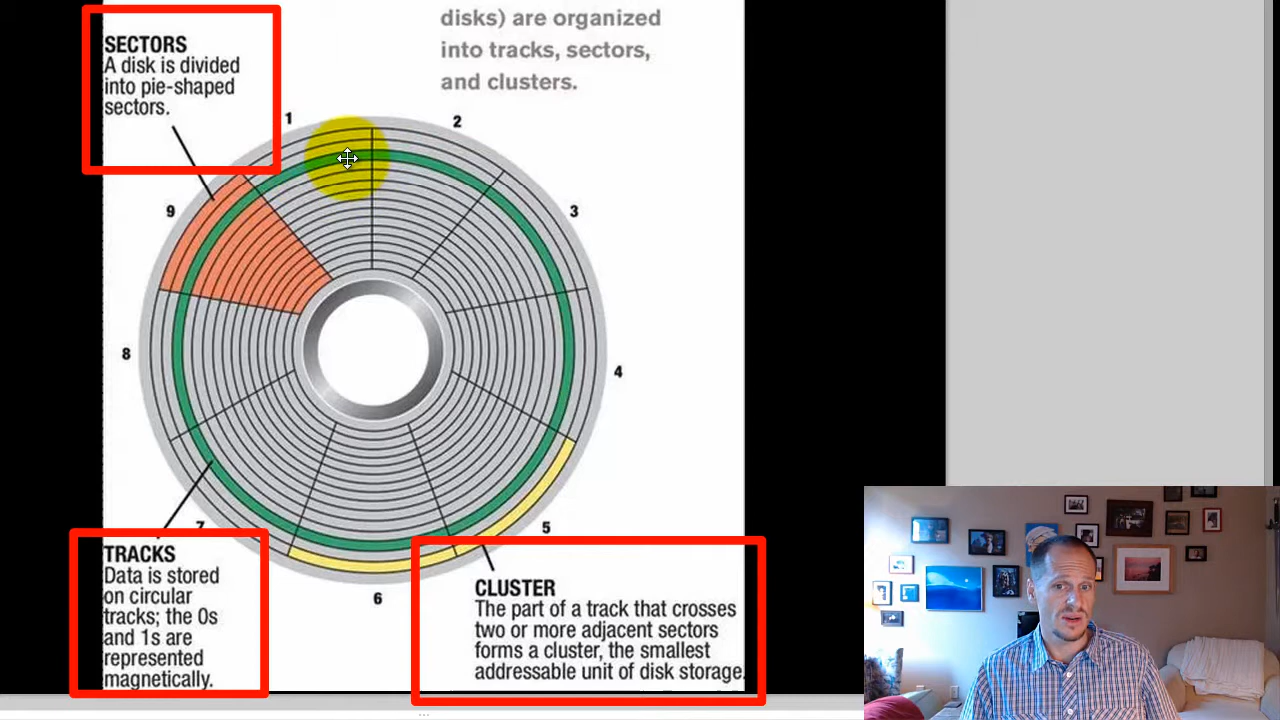 disks) are organized
into tracks, sectors,
and clusters.
SECTORS
A disk is divided
into pie-shaped
sectors.
1
2
3
4
5
6
7
8
9
TRACKS
Data is stored
on circular
tracks; the 0s
and 1s are
represented
magnetically.
CLUSTER
The part of a track that crosses
two or more adjacent sectors
forms a cluster, the smallest
addressable unit of disk storage.